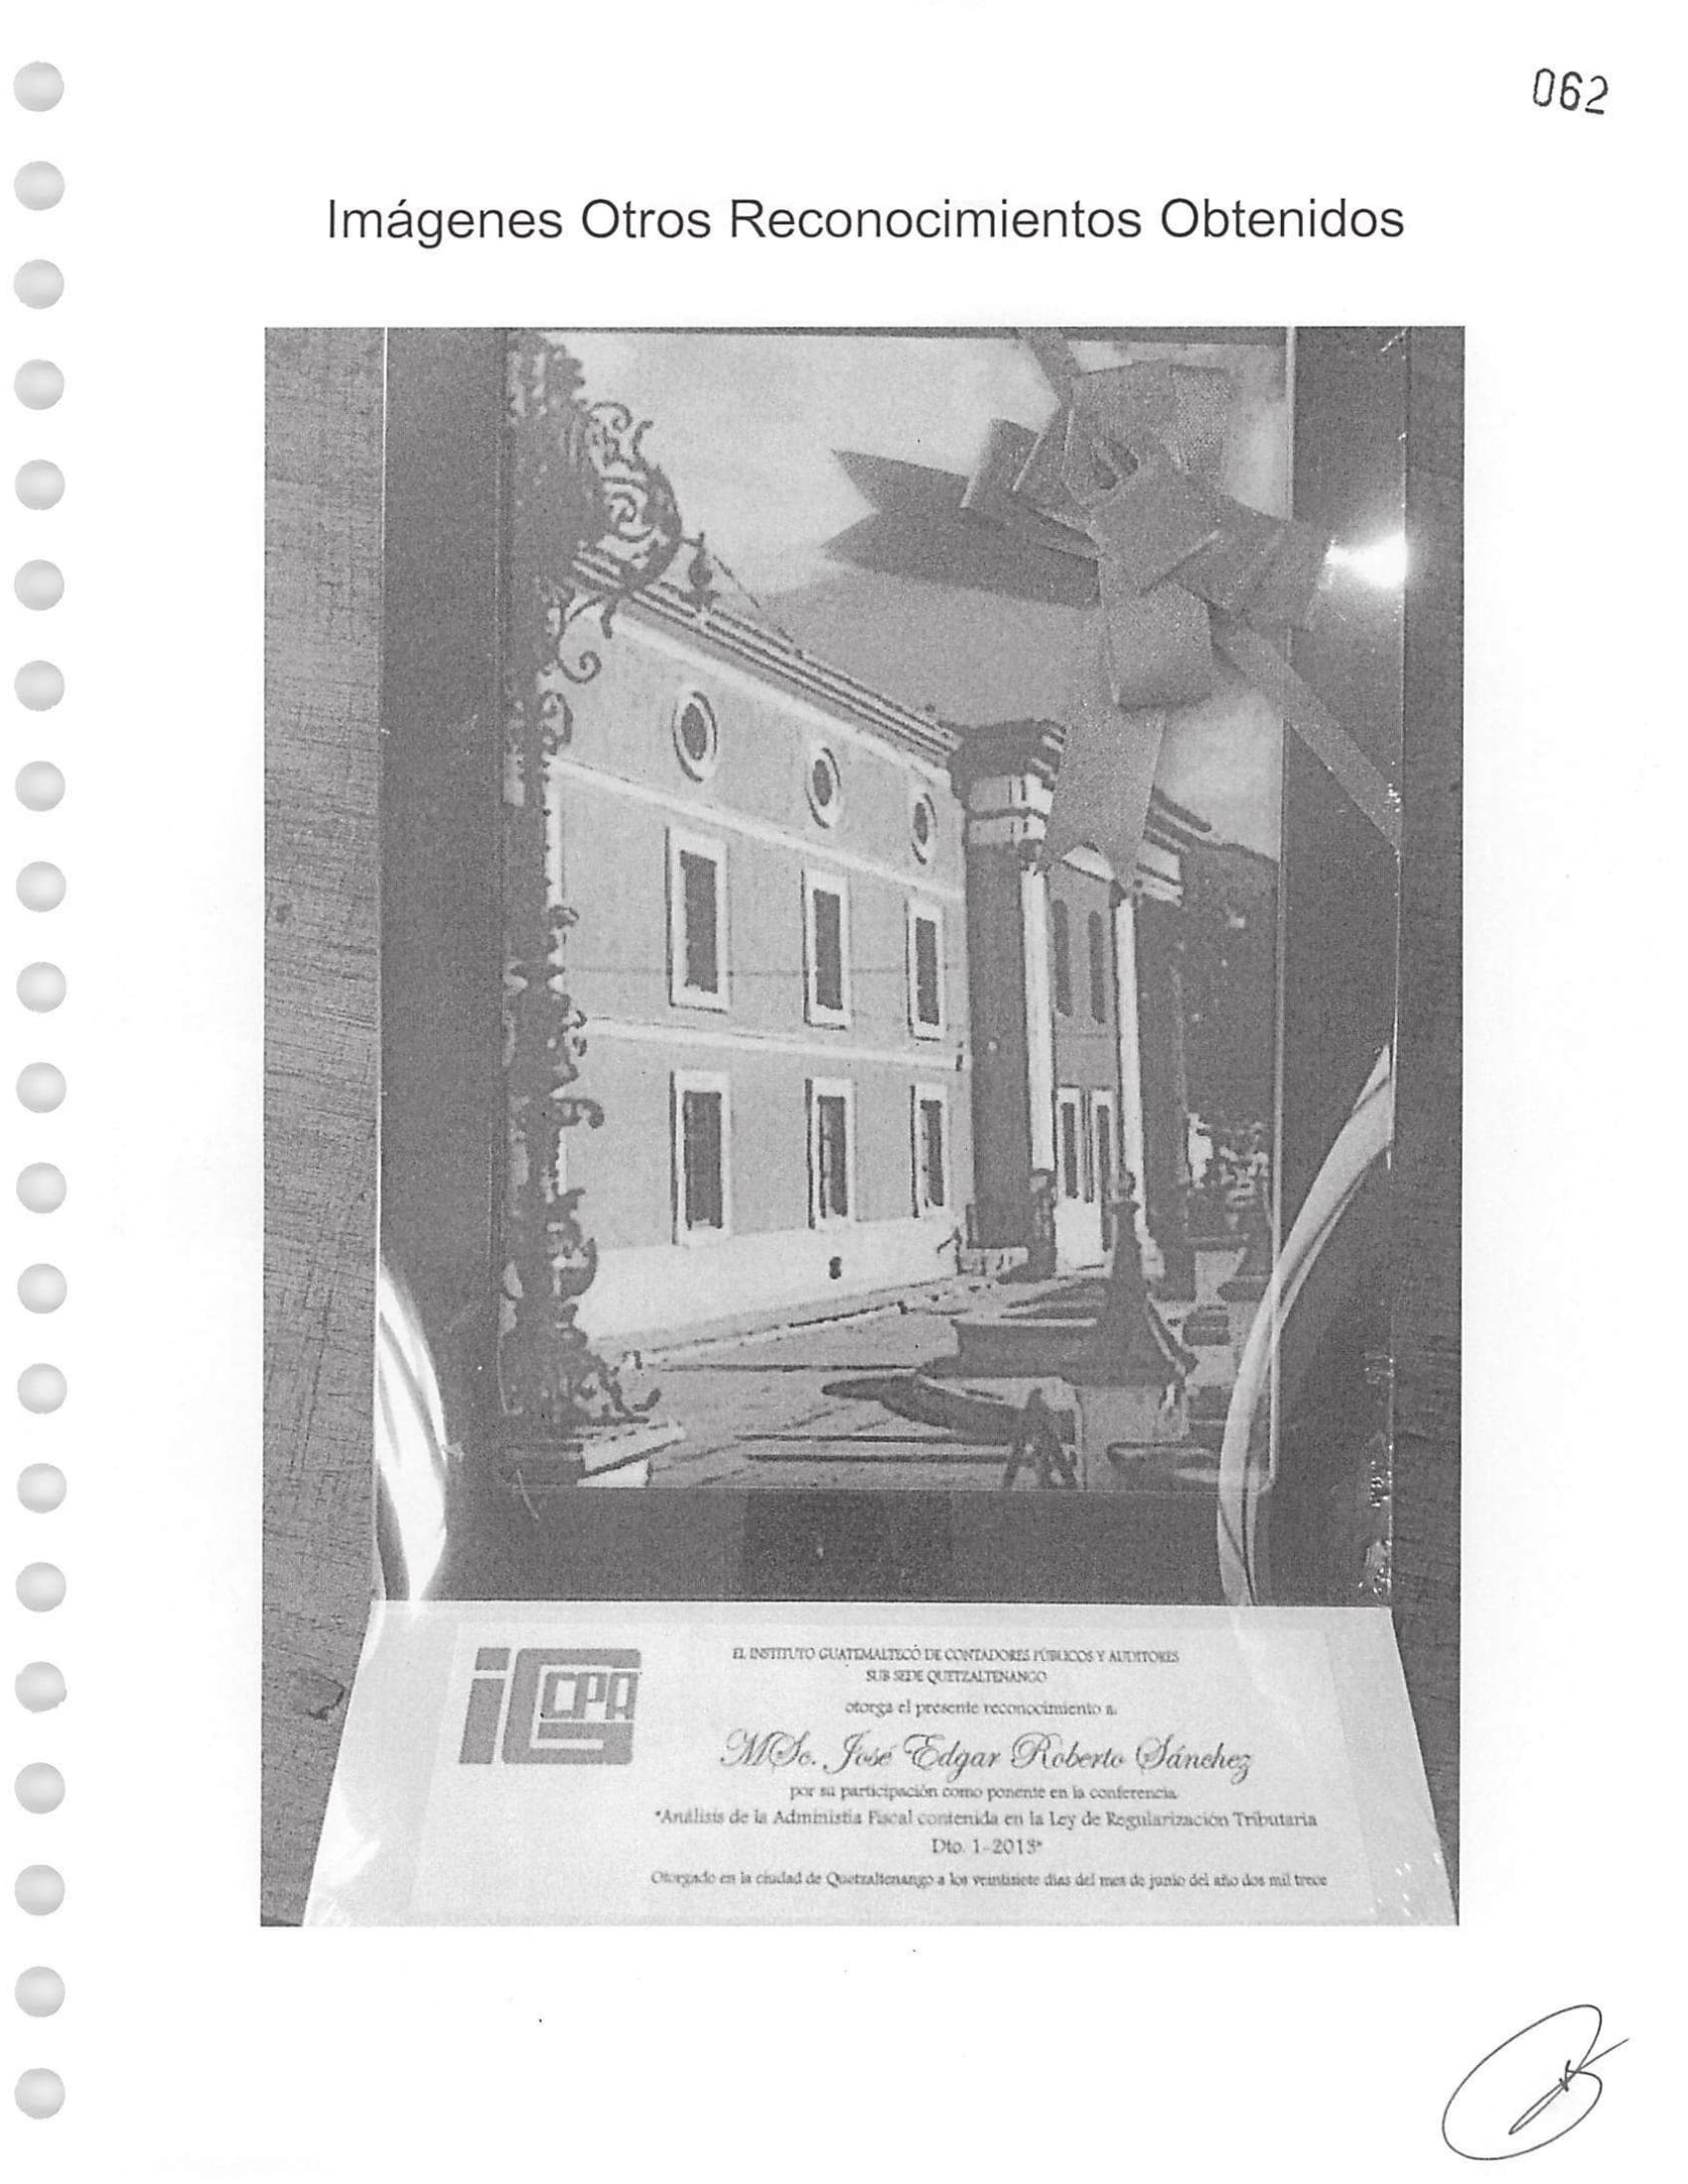 062
Imágenes Otros Reconocimientos Obtenidos
iGCPA
EL INSTITUTO GUATEMALTECO DE CONTADORES PÚBLICOS Y AUDITORES
SUB SEDE QUETZALTENANGO
otorga el presente reconocimiento a:
MSc. José Edgar Roberto Sánchez
por su participación como ponente en la conferencia
"Análisis de la Administía Fiscal contenida en la Ley de Regularización Tributaria
Dto. 1-2013"
Otorgado en la ciudad de Quetzaltenango a los veintisiete días del mes de junio del año dos mil trece